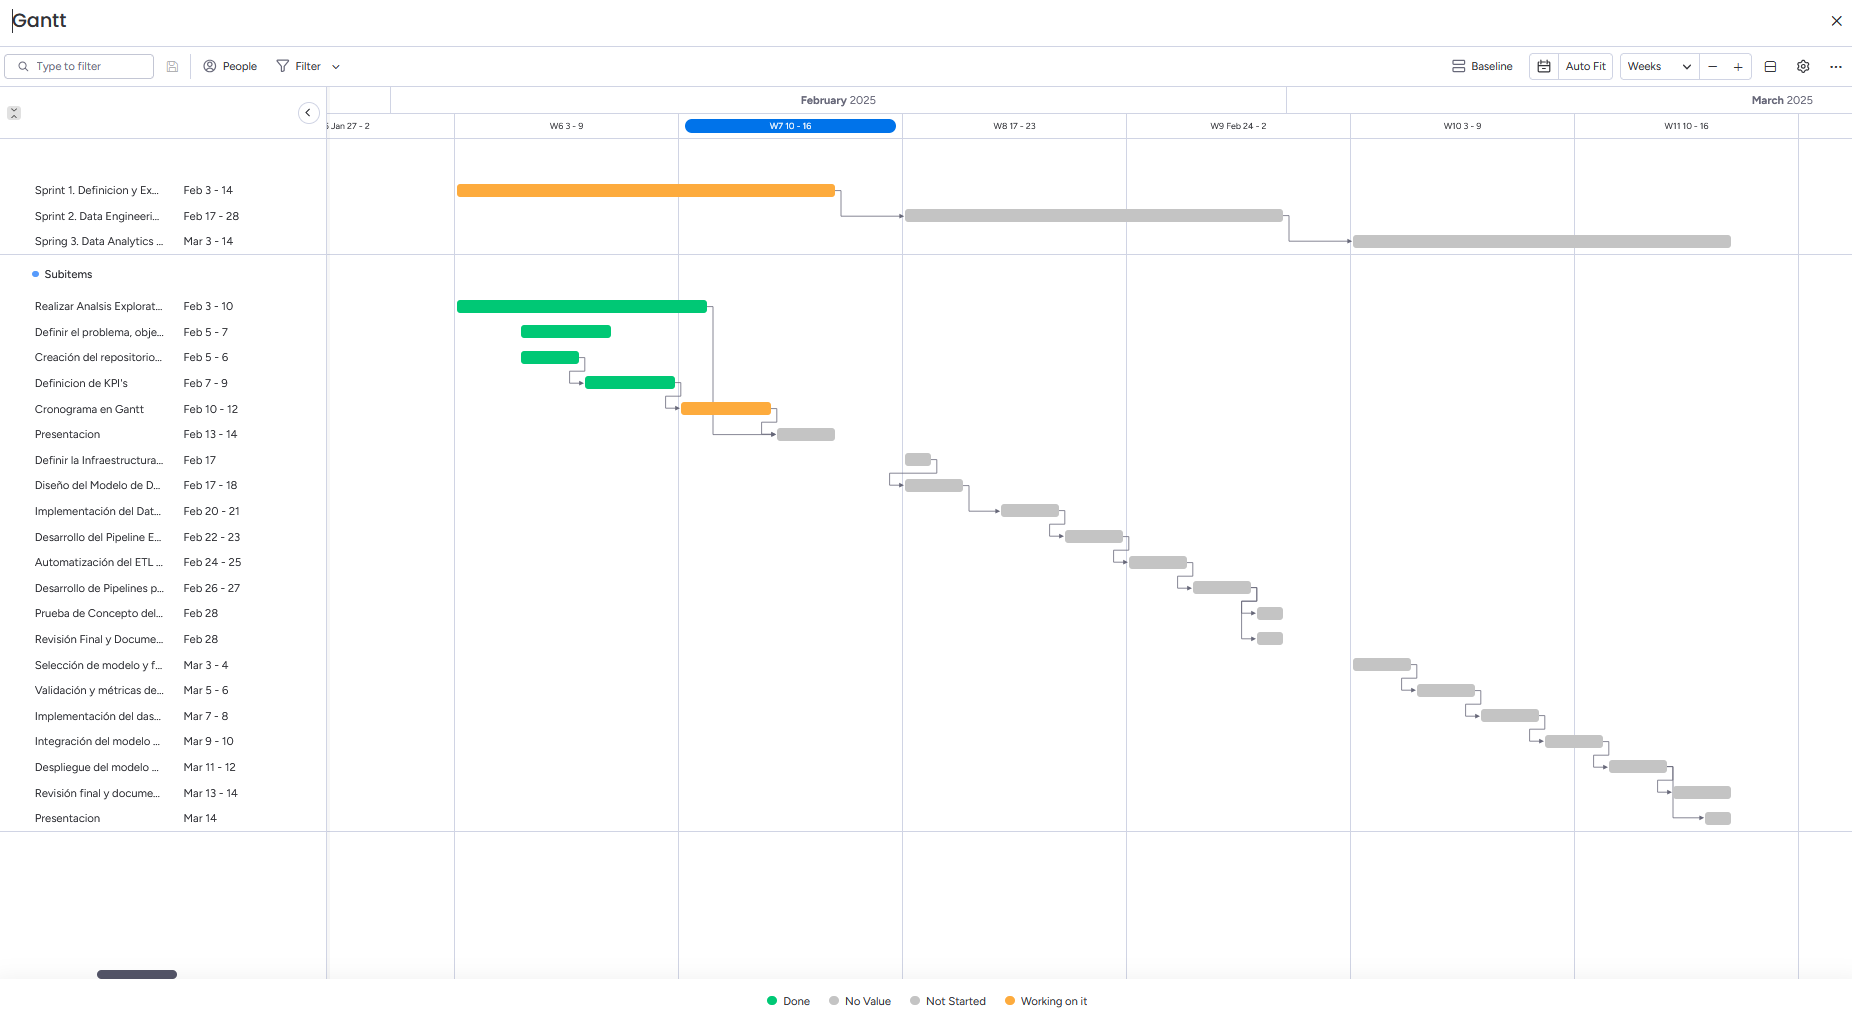 Gantt
Type to filter
People
Filter
Baseline
Auto Fit
Weeks
February 2025
March 2025
Jan 27 - 2
W6 3 - 9
W7 10 - 16
W8 17 - 23
W9 Feb 24 - 2
W10 3 - 9
W11 10 - 16
Sprint 1. Definicion y Ex... Feb 3 - 14
Sprint 2. Data Engineeri... Feb 17 - 28
Spring 3. Data Analytics ... Mar 3 - 14
Subitems
Realizar Analsis Explorat... Feb 3 - 10
Definir el problema, obje... Feb 5 - 7
Creación del repositorio... Feb 5 - 6
Definicion de KPI's Feb 7 - 9
Cronograma en Gantt Feb 10 - 12
Presentacion Feb 13 - 14
Definir la Infraestructura... Feb 17
Diseño del Modelo de D... Feb 17 - 18
Implementación del Dat... Feb 20 - 21
Desarrollo del Pipeline E... Feb 22 - 23
Automatización del ETL ... Feb 24 - 25
Desarrollo de Pipelines p... Feb 26 - 27
Prueba de Concepto del... Feb 28
Revisión Final y Docume... Feb 28
Selección de modelo y f... Mar 3 - 4
Validación y métricas de... Mar 5 - 6
Implementación del das... Mar 7 - 8
Integración del modelo ... Mar 9 - 10
Despliegue del modelo ... Mar 11 - 12
Revisión final y docume... Mar 13 - 14
Presentacion Mar 14
Done
No Value
Not Started
Working on it